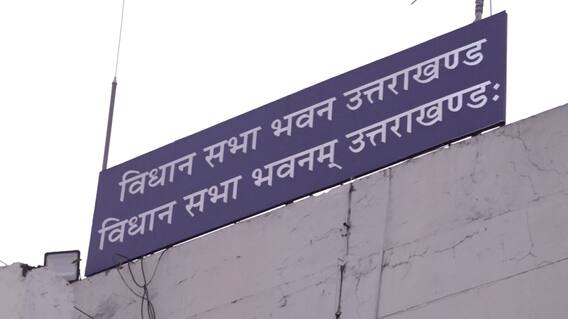 विधान सभा भवन उत्तराखण्ड
विधान सभा भवनम् उत्तराखण्ड: